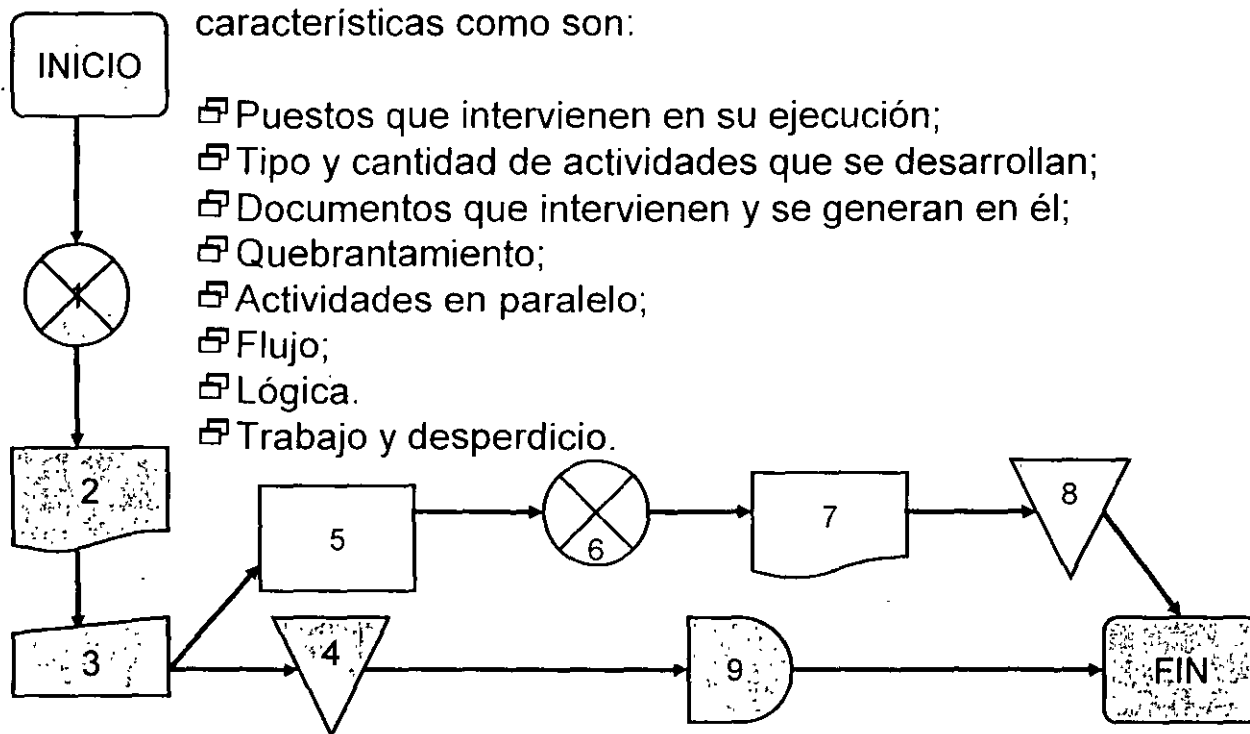 características como son:
INICIO
Puestos que intervienen en su ejecución;
Tipo y cantidad de actividades que se desarrollan;
Documentos que intervienen y se generan en él;
Quebrantamiento;
Actividades en paralelo;
1
Flujo;
Lógica.
Trabajo y desperdicio.
2
5
6
7
8
3
4
9
FIN